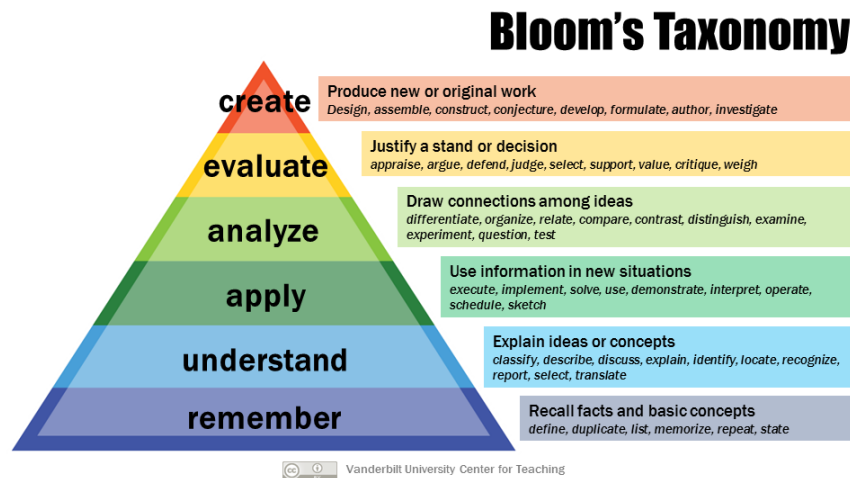 Bloom's Taxonomy
create
Produce new or original work
Design, assemble, construct, conjecture, develop, formulate, author, investigate
evaluate
Justify a stand or decision
appraise, argue, defend, judge, select, support, value, critique, weigh
analyze
Draw connections among ideas
differentiate, organize, relate, compare, contrast, distinguish, examine,
experiment, question, test
apply
Use information in new situations
execute, implement, solve, use, demonstrate, interpret, operate,
schedule, sketch
understand
Explain ideas or concepts
classify, describe, discuss, explain, identify, locate, recognize,
report, select, translate
remember
Recall facts and basic concepts
define, duplicate, list, memorize, repeat, state
cc
Vanderbilt University Center for Teaching